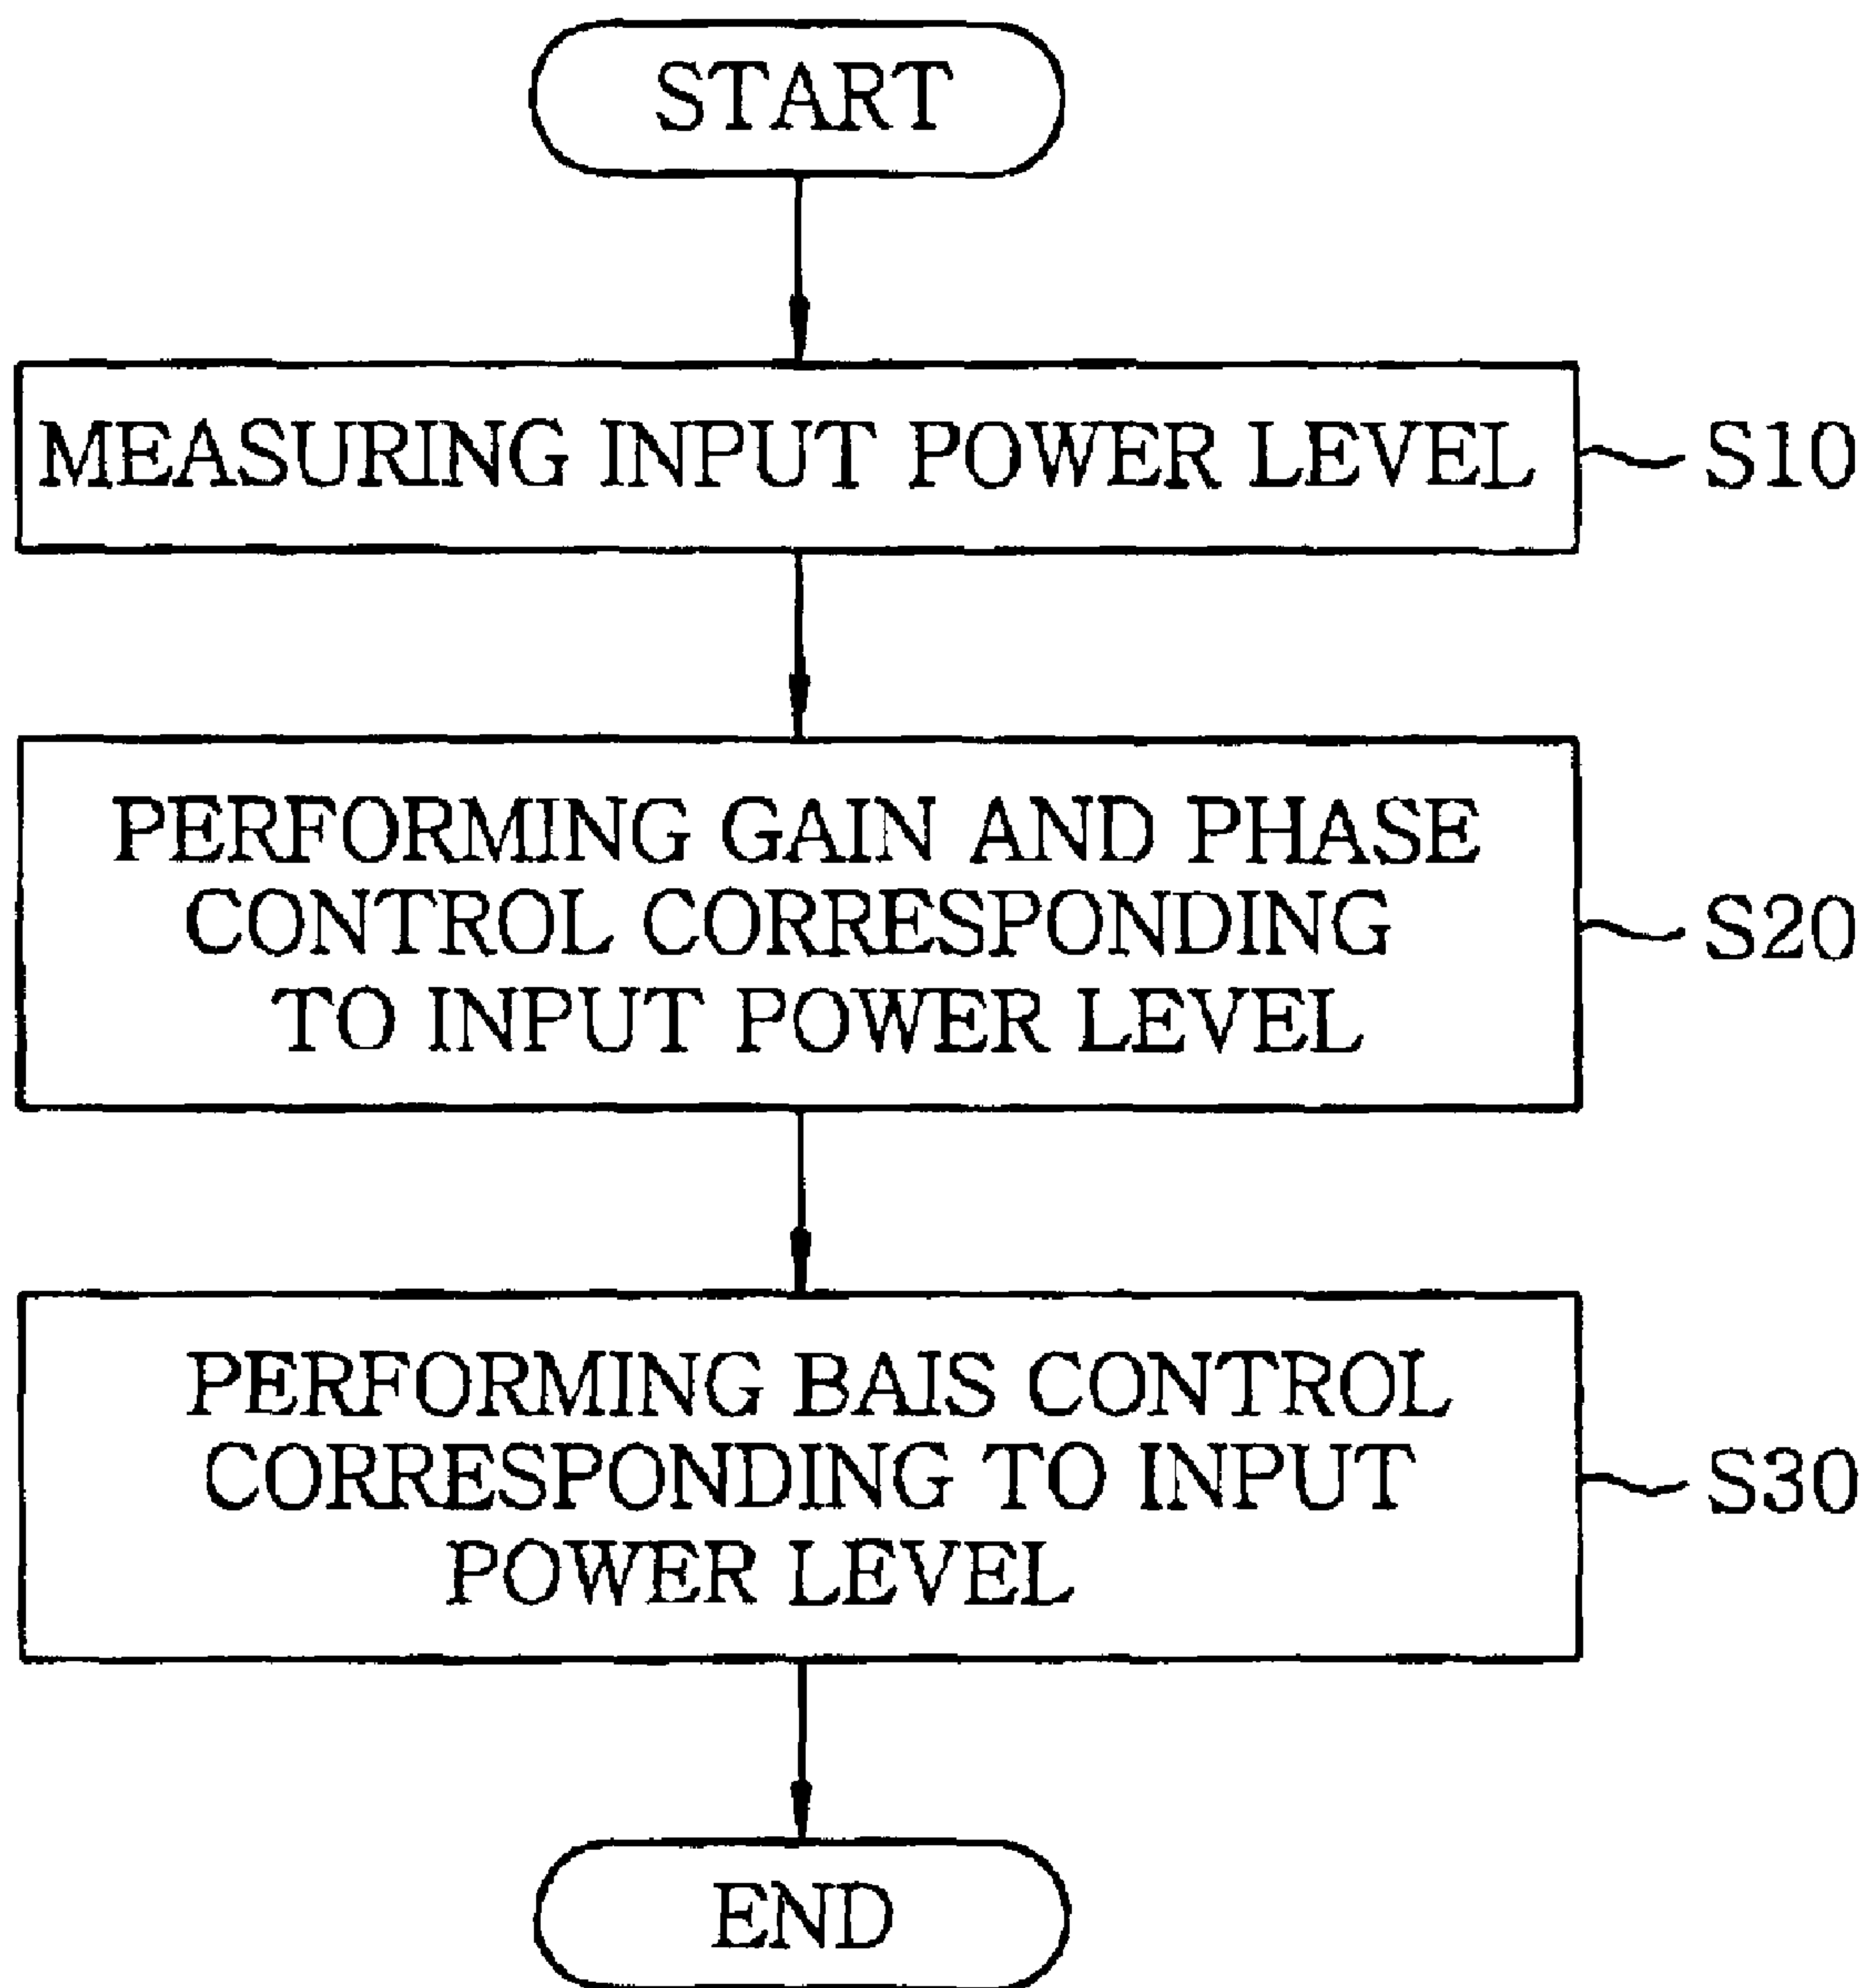 START
MEASURING INPUT POWER LEVEL
S10
PERFORMING GAIN AND PHASE
CONTROL CORRESPONDING
TO INPUT POWER LEVEL
S20
PERFORMING BAIS CONTROL
CORRESPONDING TO INPUT
POWER LEVEL
S30
END